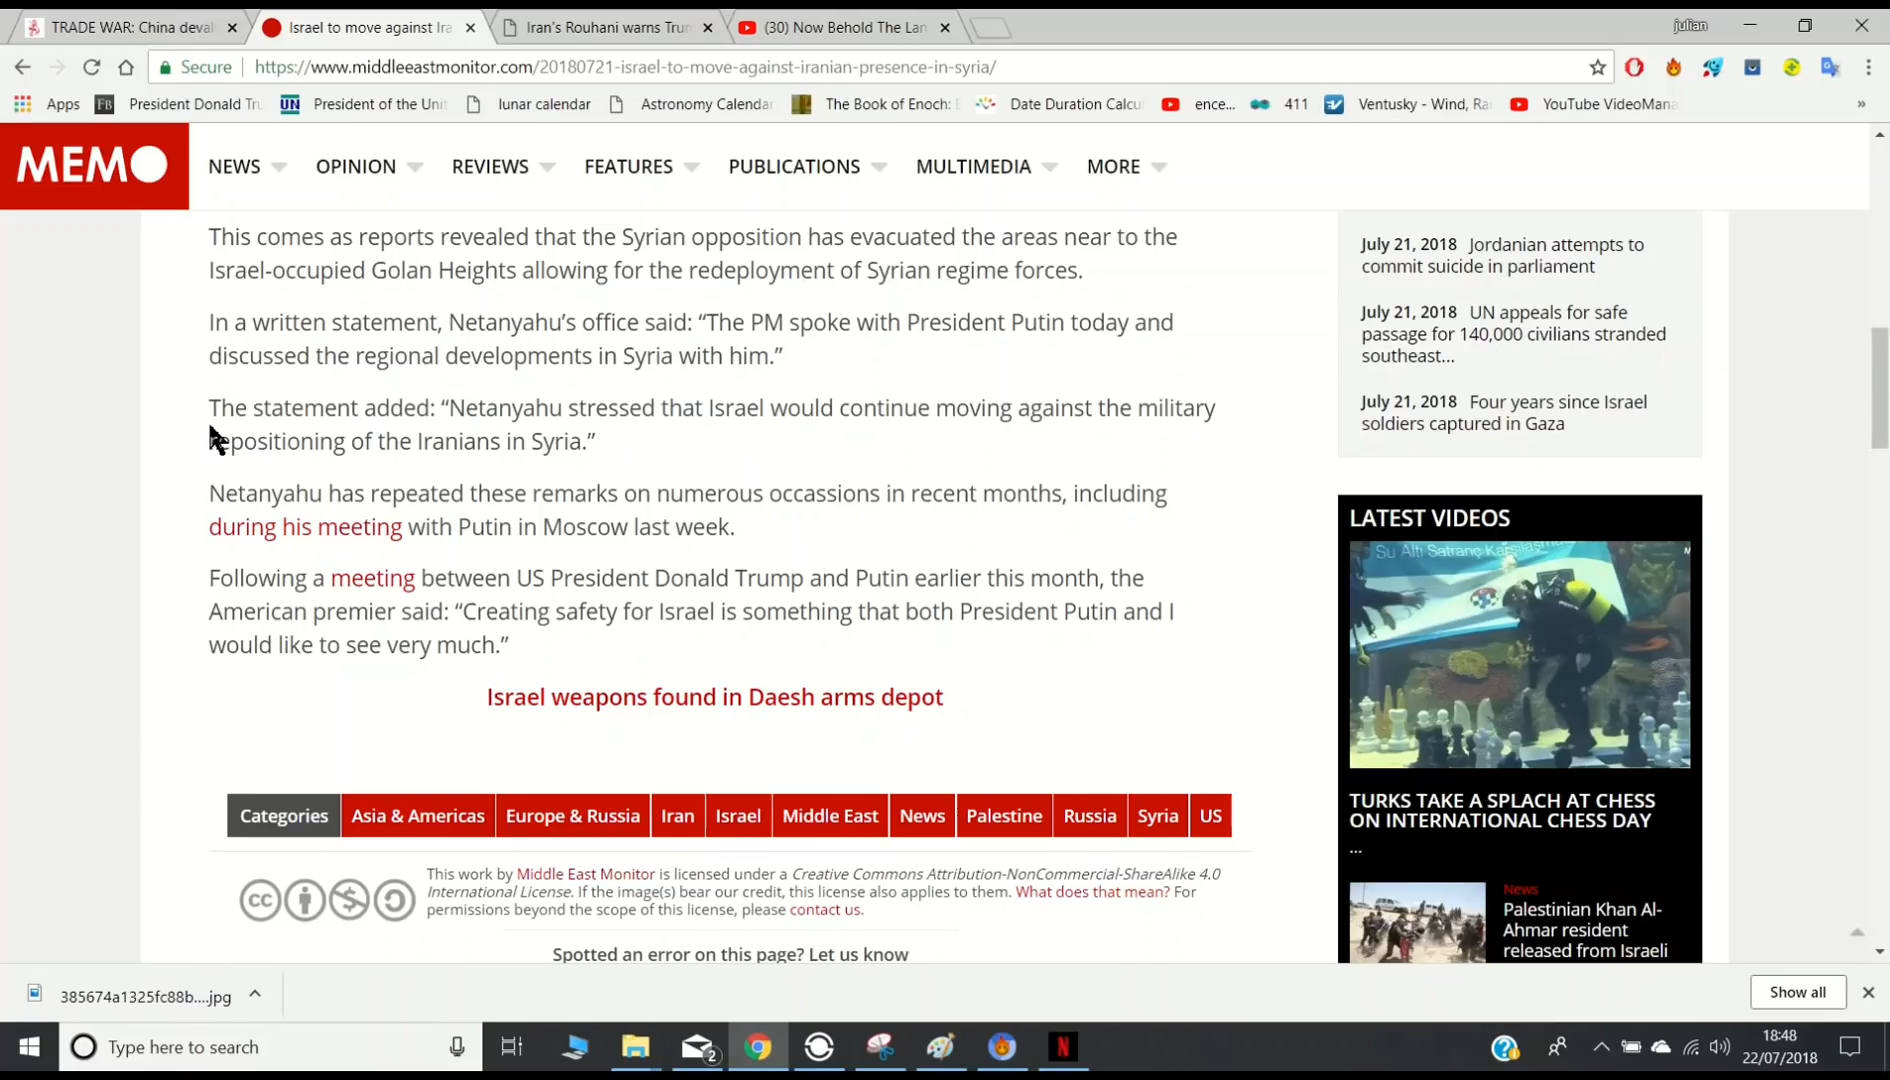 TRADE WAR: China deval
Israel to move against Ira
Iran's Rouhani warns Trum
(30) Now Behold The Lam
julian
Secure
https://www.middleeastmonitor.com/20180721-israel-to-move-against-iranian-presence-in-syria/
Apps
FB
President Donald Tru
UN
President of the Unit
lunar calendar
Astronomy Calenda
The Book of Enoch:
Date Duration Calcu
ence...
411
Ventusky - Wind, Ra
YouTube VideoMana
MEMO
NEWS
OPINION
REVIEWS
FEATURES
PUBLICATIONS
MULTIMEDIA
MORE
This comes as reports revealed that the Syrian opposition has evacuated the areas near to the
Israel-occupied Golan Heights allowing for the redeployment of Syrian regime forces.
In a written statement, Netanyahu’s office said: “The PM spoke with President Putin today and
discussed the regional developments in Syria with him.”
The statement added: “Netanyahu stressed that Israel would continue moving against the military
repositioning of the Iranians in Syria.”
Netanyahu has repeated these remarks on numerous occassions in recent months, including
during his meeting with Putin in Moscow last week.
Following a meeting between US President Donald Trump and Putin earlier this month, the
American premier said: “Creating safety for Israel is something that both President Putin and I
would like to see very much.”
Israel weapons found in Daesh arms depot
Categories
Asia & Americas
Europe & Russia
Iran
Israel
Middle East
News
Palestine
Russia
Syria
US
This work by Middle East Monitor is licensed under a Creative Commons Attribution-NonCommercial-ShareAlike 4.0
International License. If the image(s) bear our credit, this license also applies to them. What does that mean? For
permissions beyond the scope of this license, please contact us.
Spotted an error on this page? Let us know
July 21, 2018 Jordanian attempts to
commit suicide in parliament
July 21, 2018 UN appeals for safe
passage for 140,000 civilians stranded
southeast...
July 21, 2018 Four years since Israel
soldiers captured in Gaza
LATEST VIDEOS
Su Altı Satranç Karşılaşma
TURKS TAKE A SPLACH AT CHESS
ON INTERNATIONAL CHESS DAY
...
News
Palestinian Khan Al-
Ahmar resident
released from Israeli
385674a1325fc88b....jpg
Show all
Type here to search
2
N
18:48
22/07/2018